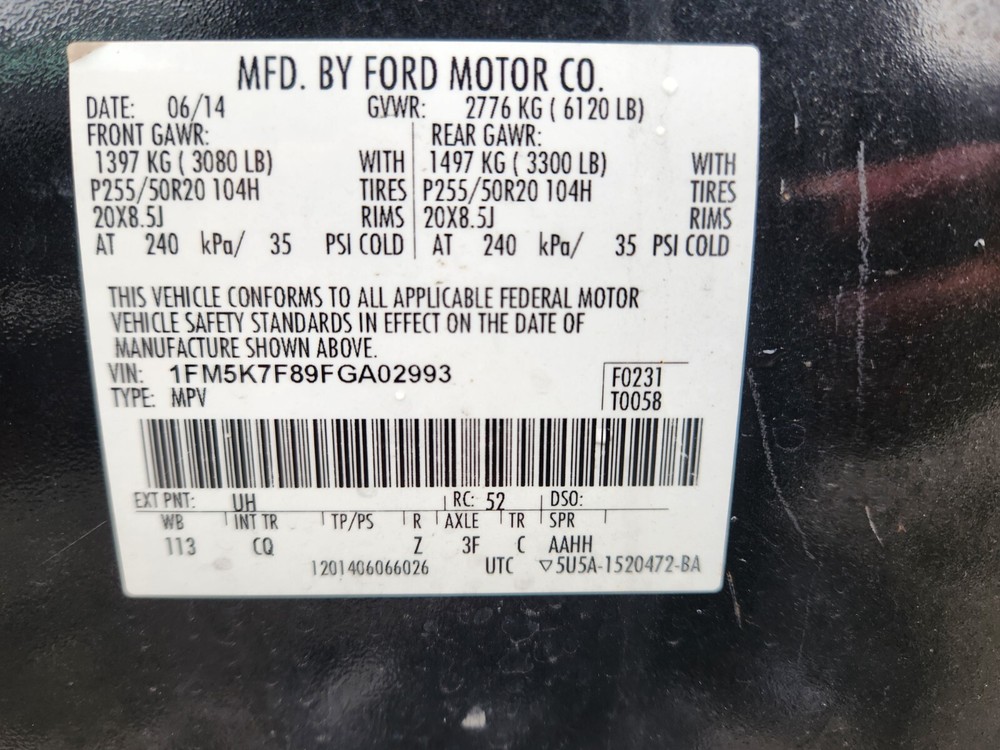 MFD. BY FORD MOTOR CO.
DATE: 06/14 GVWR: 2776 KG ( 6120 LB)
FRONT GAWR: REAR GAWR:
1397 KG ( 3080 LB) WITH 1497 KG ( 3300 LB) WITH
P255/50R20 104H TIRES P255/50R20 104H TIRES
20X8.5J RIMS 20X8.5J RIMS
AT 240 kPa/ 35 PSI COLD AT 240 kPa/ 35 PSI COLD
THIS VEHICLE CONFORMS TO ALL APPLICABLE FEDERAL MOTOR
VEHICLE SAFETY STANDARDS IN EFFECT ON THE DATE OF
MANUFACTURE SHOWN ABOVE.
VIN: 1FM5K7F89FGA02993 F0231
TYPE: MPV T0058
EXT PNT: UH RC: 52 DSO:
WB INT TR TP/PS R AXLE TR SPR
113 CQ Z 3F C AAHH
1201406066026 UTC ▽5U5A-1520472-BA